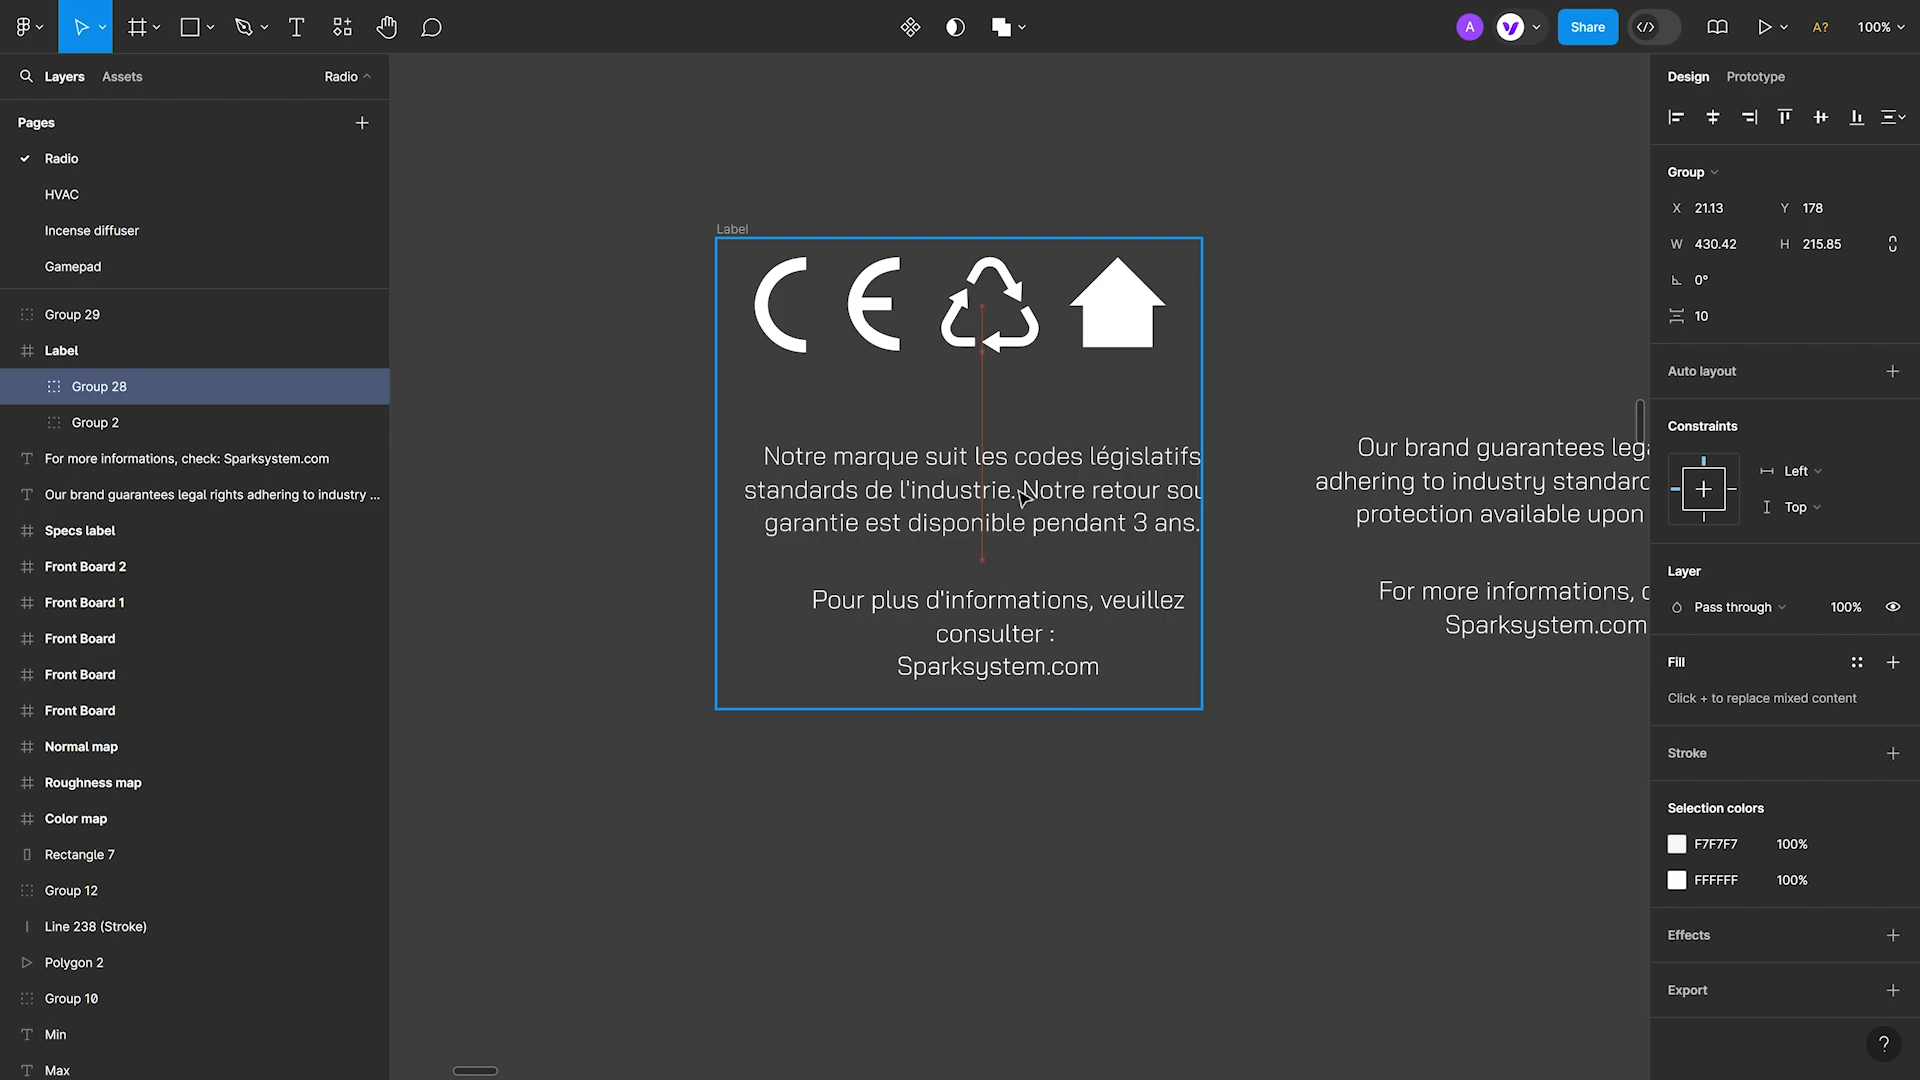 A
Share
A?
100%
Layers
Assets
Radio
Pages
Radio
HVAC
Incense diffuser
Gamepad
Group 29
Label
Group 28
Group 2
For more informations, check: Sparksystem.com
Our brand guarantees legal rights adhering to industry ...
Specs label
Front Board 2
Front Board 1
Front Board
Front Board
Front Board
Normal map
Roughness map
Color map
Rectangle 7
Group 12
Line 238 (Stroke)
Polygon 2
Group 10
Min
Max
Label
CE
Notre marque suit les codes législatifs
standards de l'industrie. Notre retour sou
garantie est disponible pendant 3 ans.
Pour plus d'informations, veuillez
consulter :
Sparksystem.com
Our brand guarantees leg
adhering to industry standard
protection available upon
For more informations, c
Sparksystem.com
Design
Prototype
Group
X 21.13 Y 178
W 430.42 H 215.85
0°
10
Auto layout
Constraints
Left
Top
Layer
Pass through 100%
Fill
Click + to replace mixed content
Stroke
Selection colors
F7F7F7 100%
FFFFFF 100%
Effects
Export
?